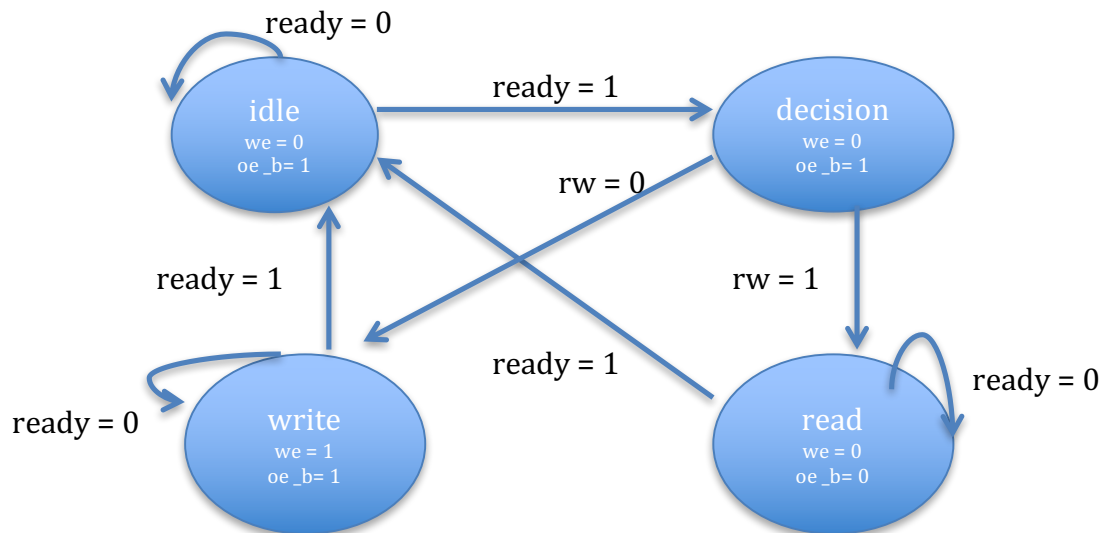 ready = 0
idle
we = 0
oe _b= 1
ready = 1
decision
we = 0
oe _b= 1
rw = 0
ready = 1
rw = 1
ready = 1
ready = 0
write
we = 1
oe _b= 1
read
we = 0
oe _b= 0
ready = 0